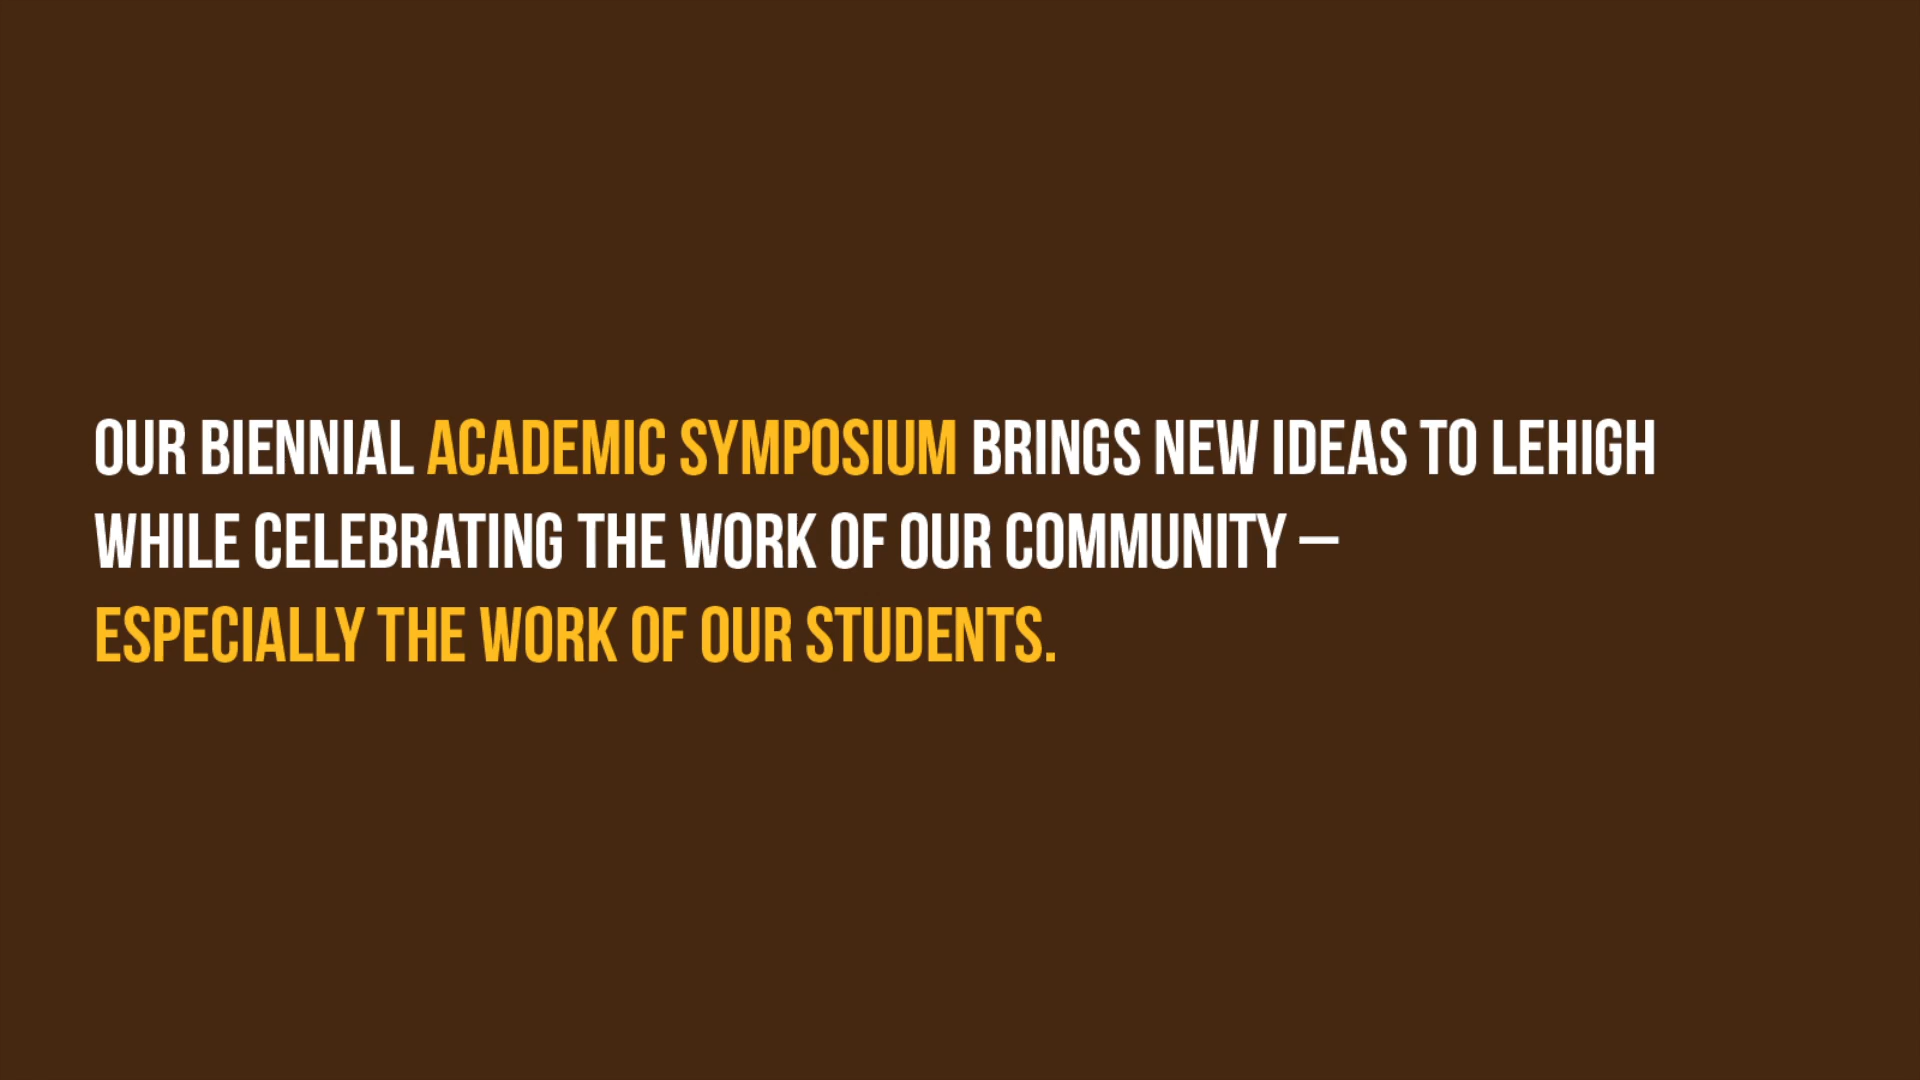 OUR BIENNIAL ACADEMIC SYMPOSIUM BRINGS NEW IDEAS TO LEHIGH
WHILE CELEBRATING THE WORK OF OUR COMMUNITY –
ESPECIALLY THE WORK OF OUR STUDENTS.